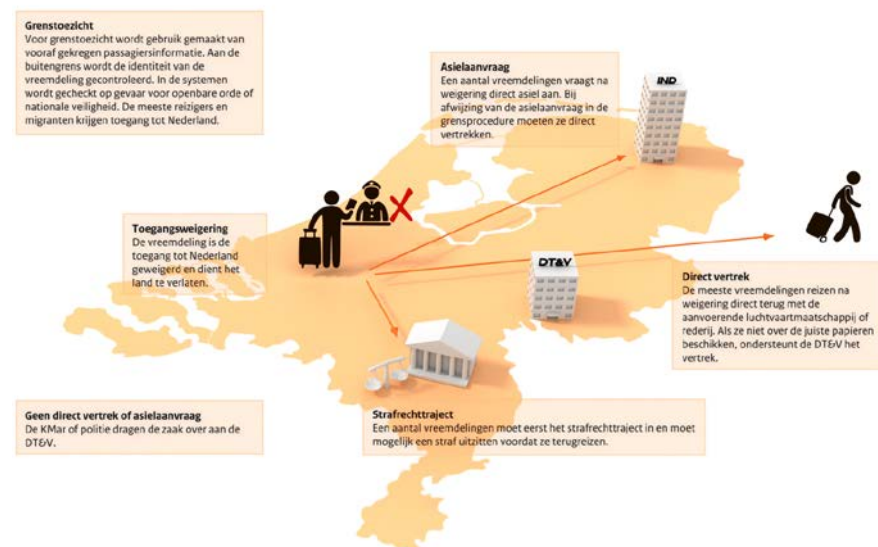 Grenstoezicht
Voor grenstoezicht wordt gebruik gemaakt van
vooraf gekregen passagiersinformatie. Aan de
buitengrens wordt de identiteit van de
vreemdeling gecontroleerd. In de systemen
wordt gecheckt op gevaar voor openbare orde of
nationale veiligheid. De meeste reizigers en
migranten krijgen toegang tot Nederland.
Asielaanvraag
Een aantal vreemdelingen vraagt na
weigering direct asiel aan. Bij
afwijzing van de asielaanvraag in de
grensprocedure moeten ze direct
vertrekken.
IND
Toegangsweigering
De vreemdeling is de
toegang tot Nederland
geweigerd en dient het
land te verlaten.
DT&V
Direct vertrek
De meeste vreemdelingen reizen na
weigering direct terug met de
aanvoerende luchtvaartmaatschappij of
rederij. Als ze niet over de juiste papieren
beschikken, ondersteunt de DT&V het
vertrek.
Geen direct vertrek of asielaanvraag
De KMar of politie dragen de zaak over aan de
DT&V.
Strafrechttraject
Een aantal vreemdelingen moet eerst het strafrechttraject in en moet
mogelijk een straf uitzitten voordat ze terugreizen.